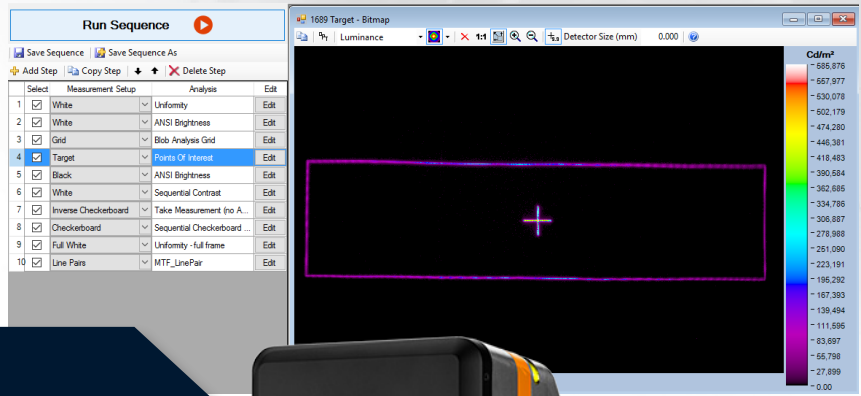 Run Sequence
Save Sequence Save Sequence As
Add Step Copy Step Delete Step
Select Measurement Setup Analysis Edit
1 White Uniformity Edit
2 White ANSI Brightness Edit
3 Grid Blob Analysis Grid Edit
4 Target Points Of Interest Edit
5 Black ANSI Brightness Edit
6 White Sequential Contrast Edit
7 Inverse Checkerboard Take Measurement (no A... Edit
8 Checkerboard Sequential Checkerboard ... Edit
9 Full White Uniformity - full frame Edit
10 Line Pairs MTF_LinePair Edit
1689 Target - Bitmap
Luminance 1:1 Detector Size (mm) 0.000
Cd/m²
585,876
557,977
530,078
502,179
474,280
446,381
418,483
390,584
362,685
334,786
306,887
278,988
251,090
223,191
195,292
167,393
139,494
111,595
83,697
55,798
27,899
0.00